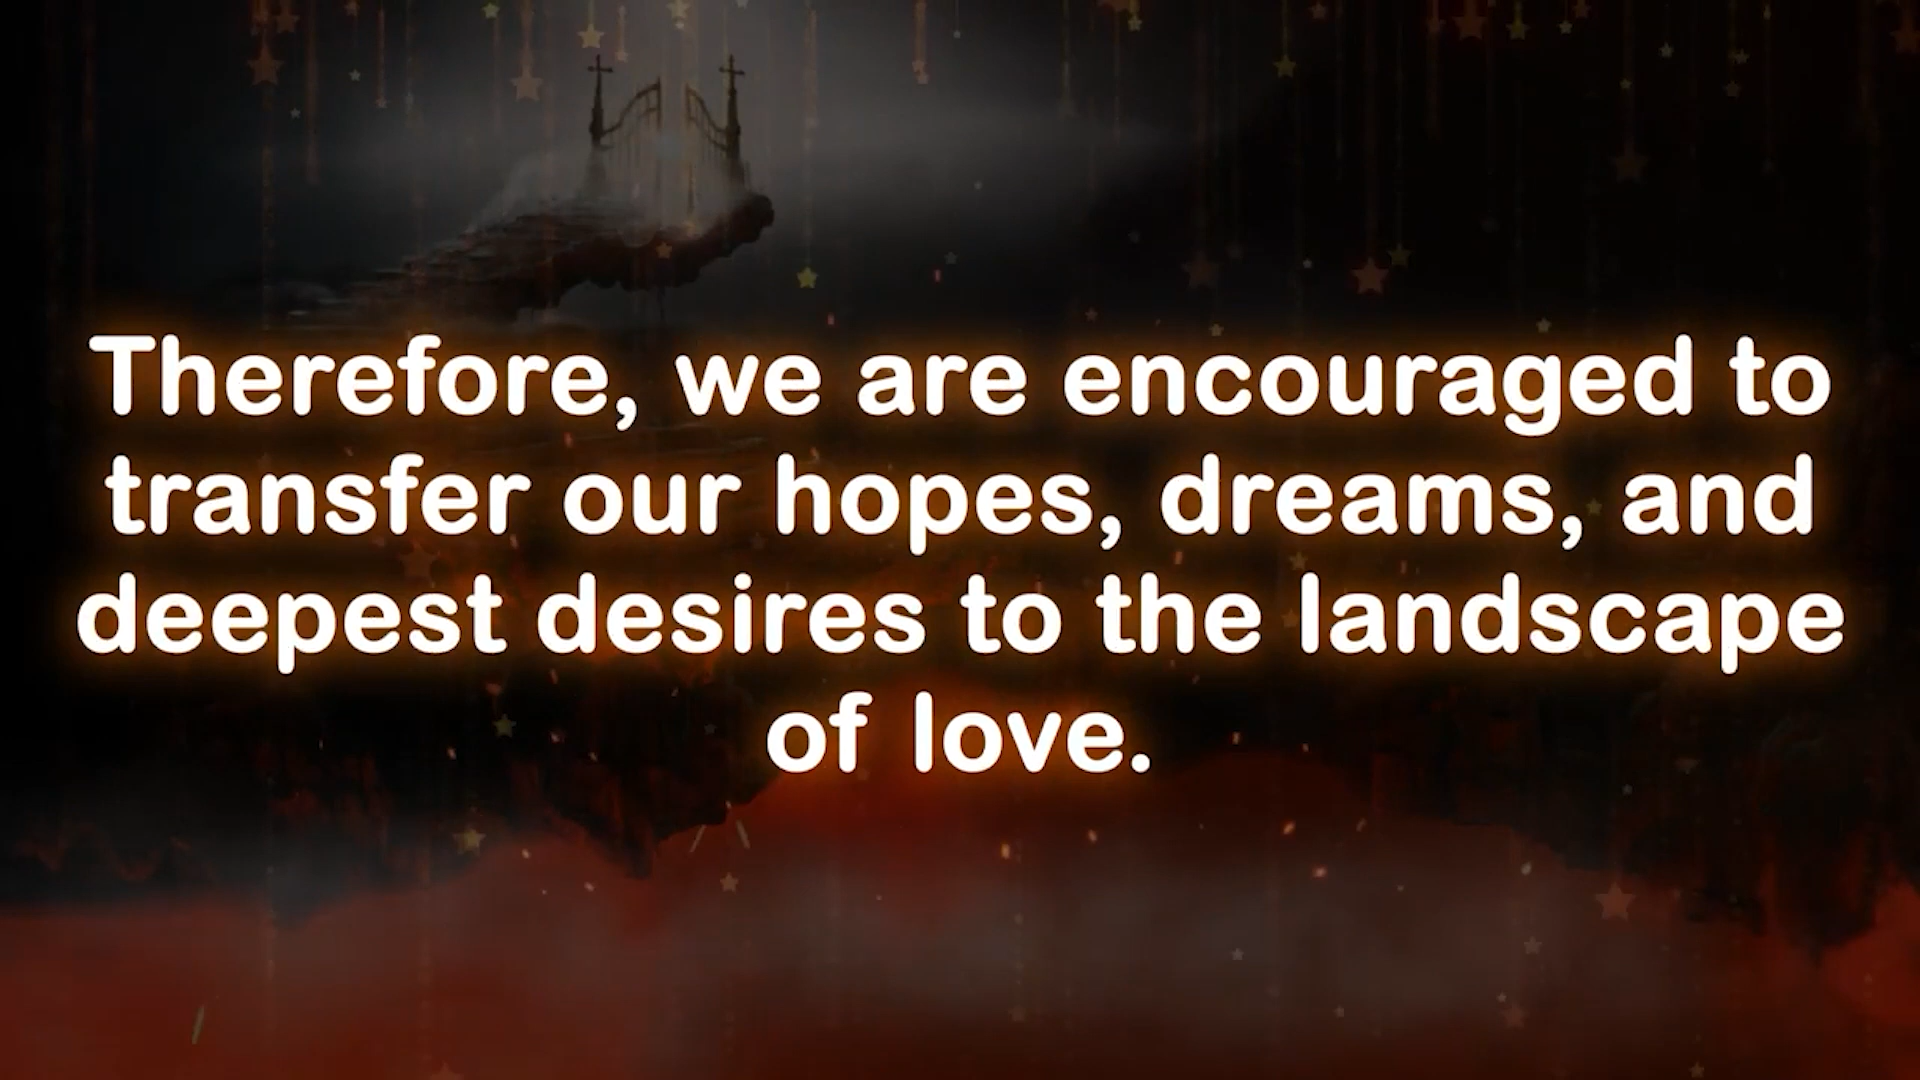 Therefore, we are encouraged to
transfer our hopes, dreams, and
deepest desires to the landscape
of love.